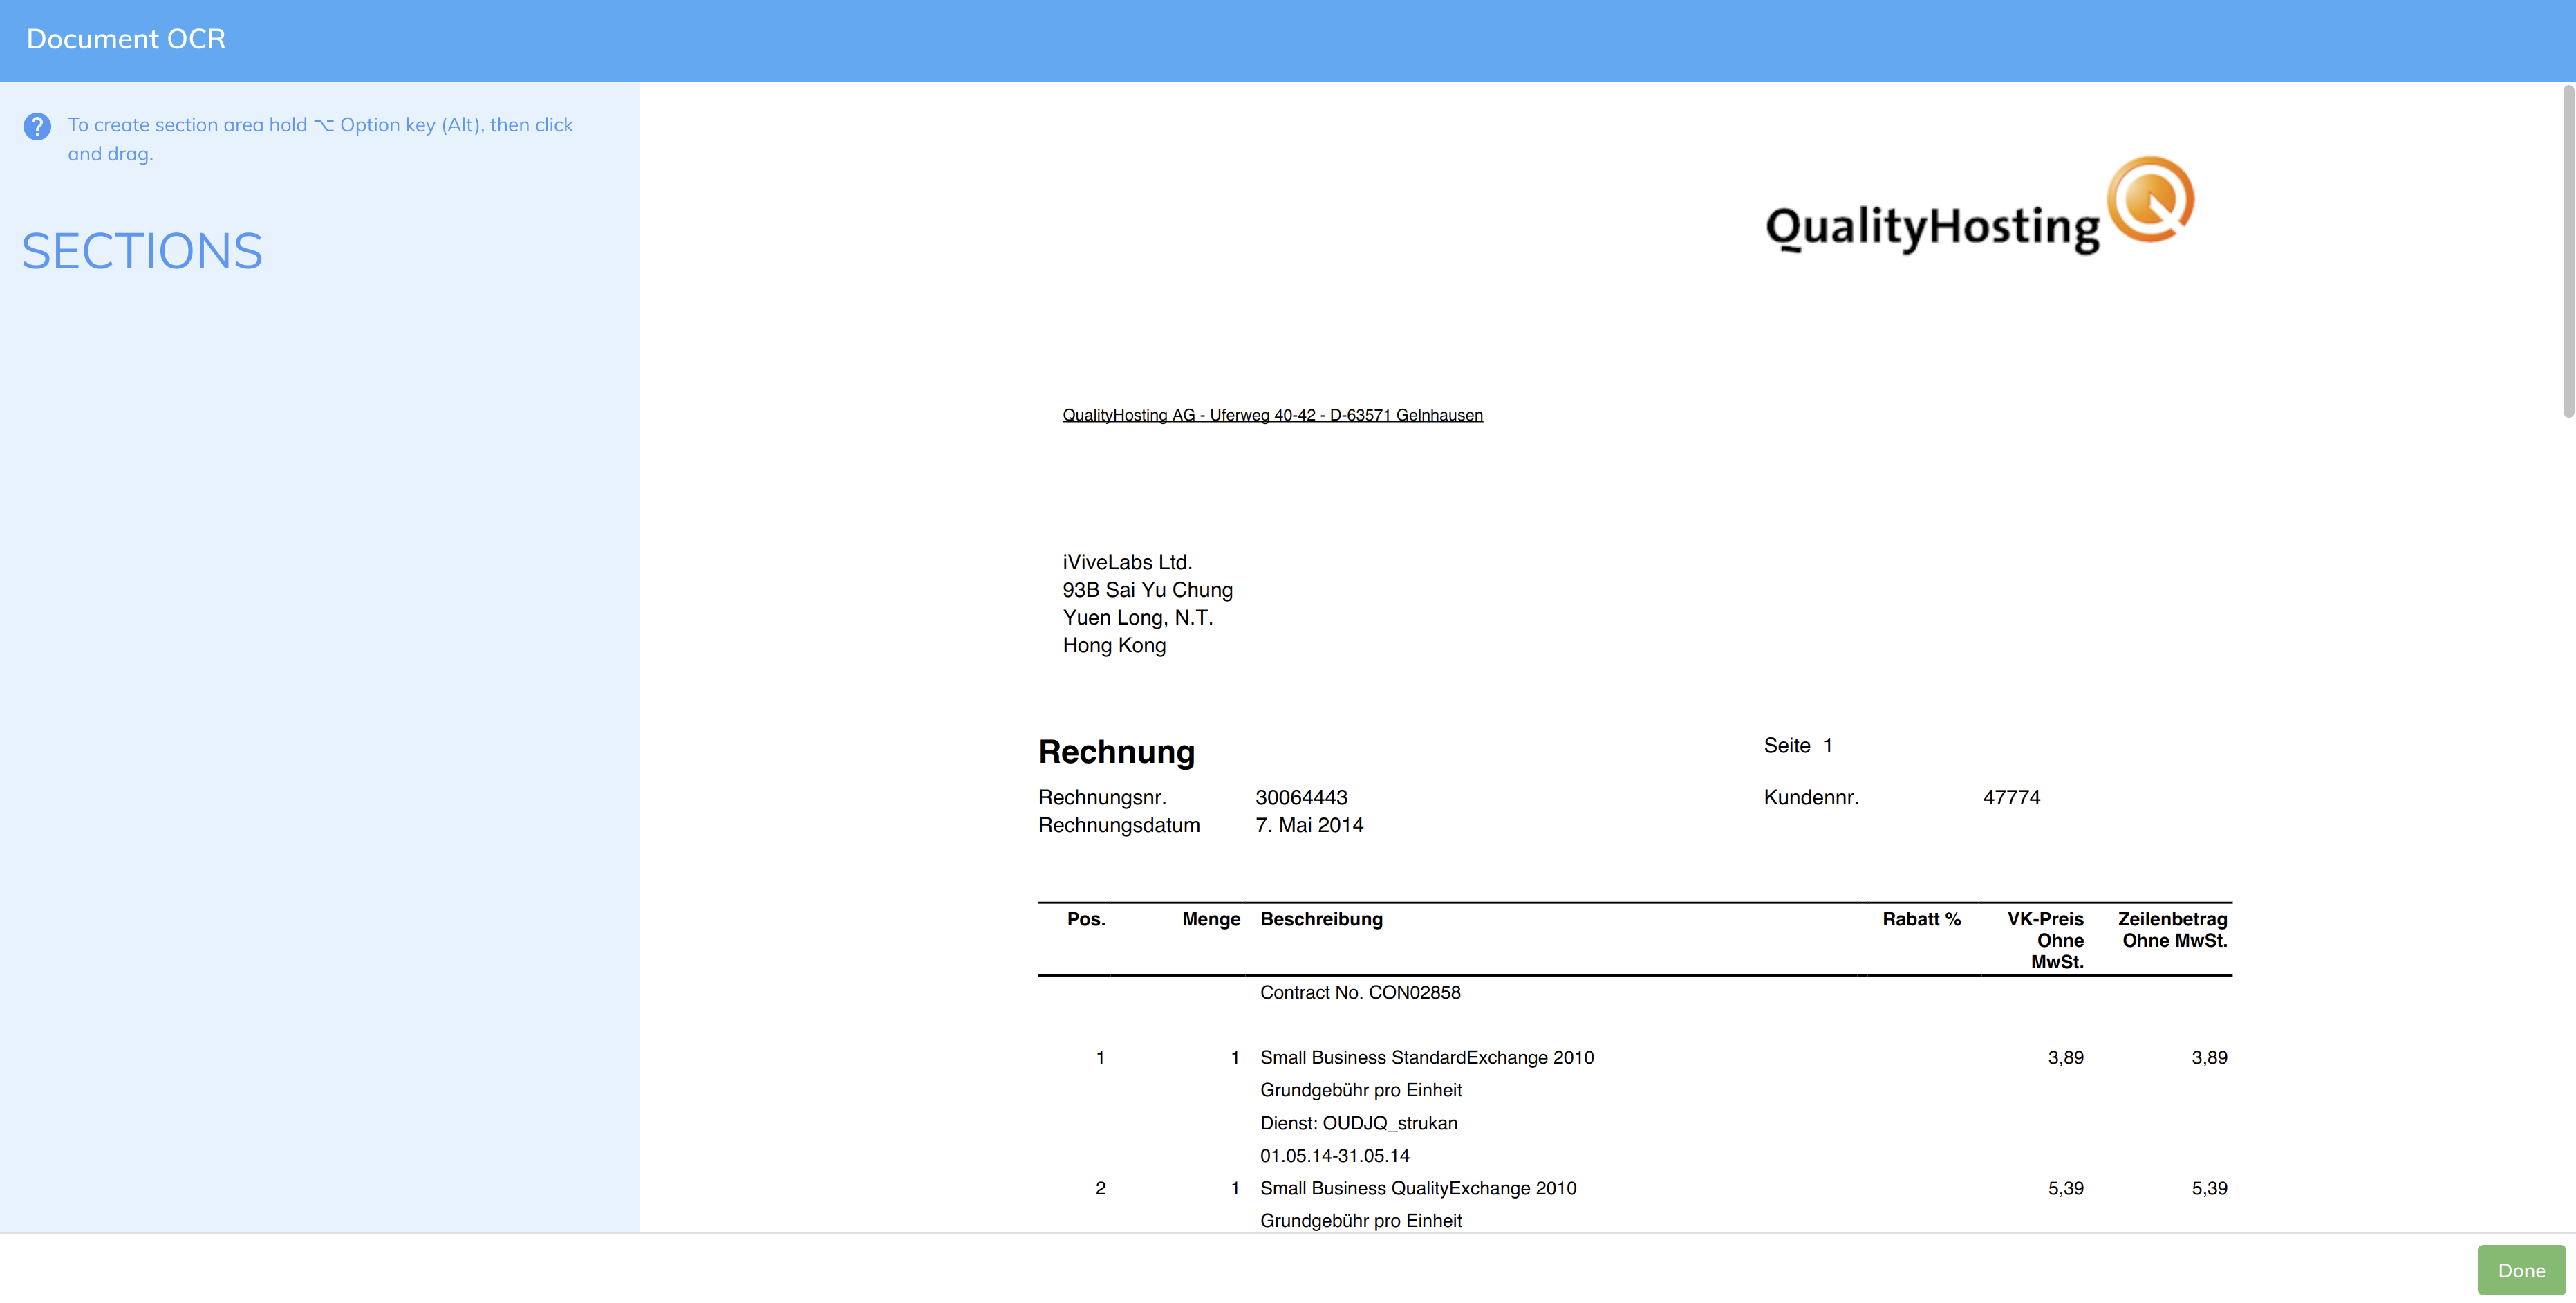 Document OCR
To create section area hold ⌥ Option key (Alt), then click
and drag.
SECTIONS
QualityHosting
QualityHosting AG - Uferweg 40-42 - D-63571 Gelnhausen
iViveLabs Ltd.
93B Sai Yu Chung
Yuen Long, N.T.
Hong Kong
Rechnung
Seite 1
Rechnungsnr. 30064443 Kundennr. 47774
Rechnungsdatum 7. Mai 2014
Pos. Menge Beschreibung Rabatt % VK-Preis Zeilenbetrag
Ohne Ohne MwSt.
MwSt.
Contract No. CON02858
1 1 Small Business StandardExchange 2010 3,89 3,89
Grundgebühr pro Einheit
Dienst: OUDJQ_strukan
01.05.14-31.05.14
2 1 Small Business QualityExchange 2010 5,39 5,39
Grundgebühr pro Einheit
Done